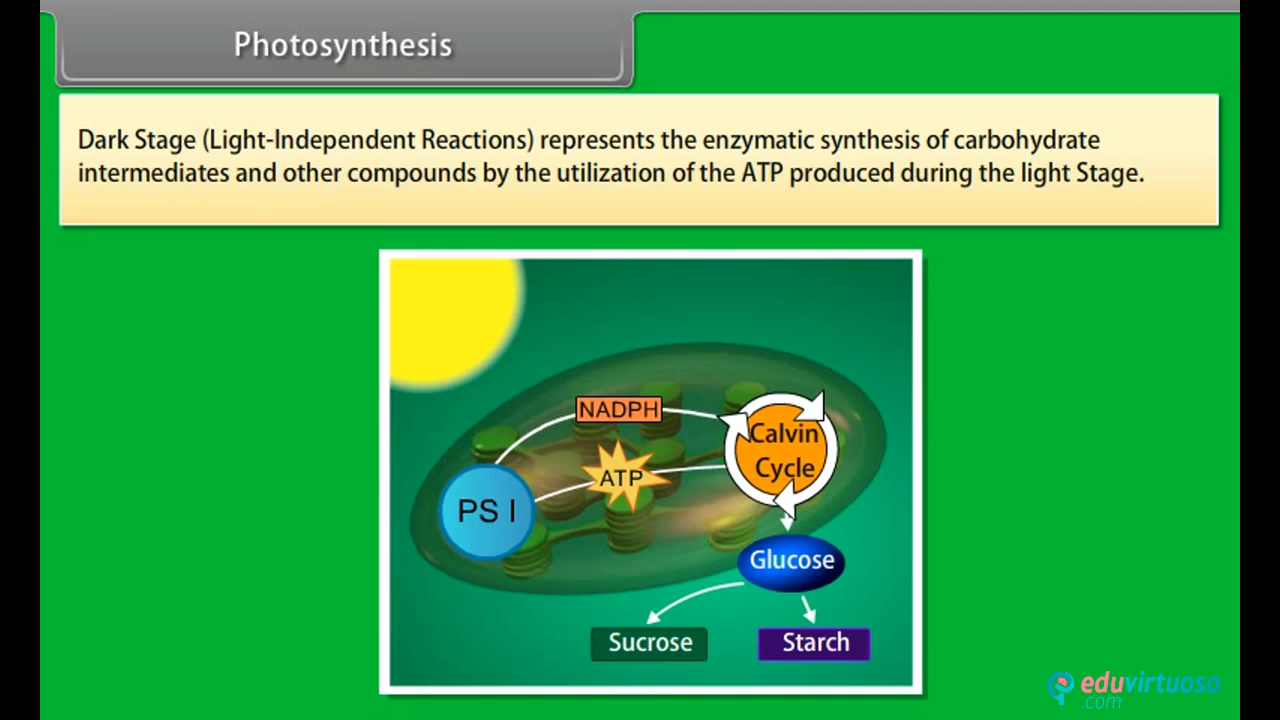 Photosynthesis
Dark Stage (Light-Independent Reactions) represents the enzymatic synthesis of carbohydrate
intermediates and other compounds by the utilization of the ATP produced during the light Stage.
NADPH
Calvin
Cycle
ATP
PS I
Glucose
Sucrose
Starch
eduvirtuoso
.com